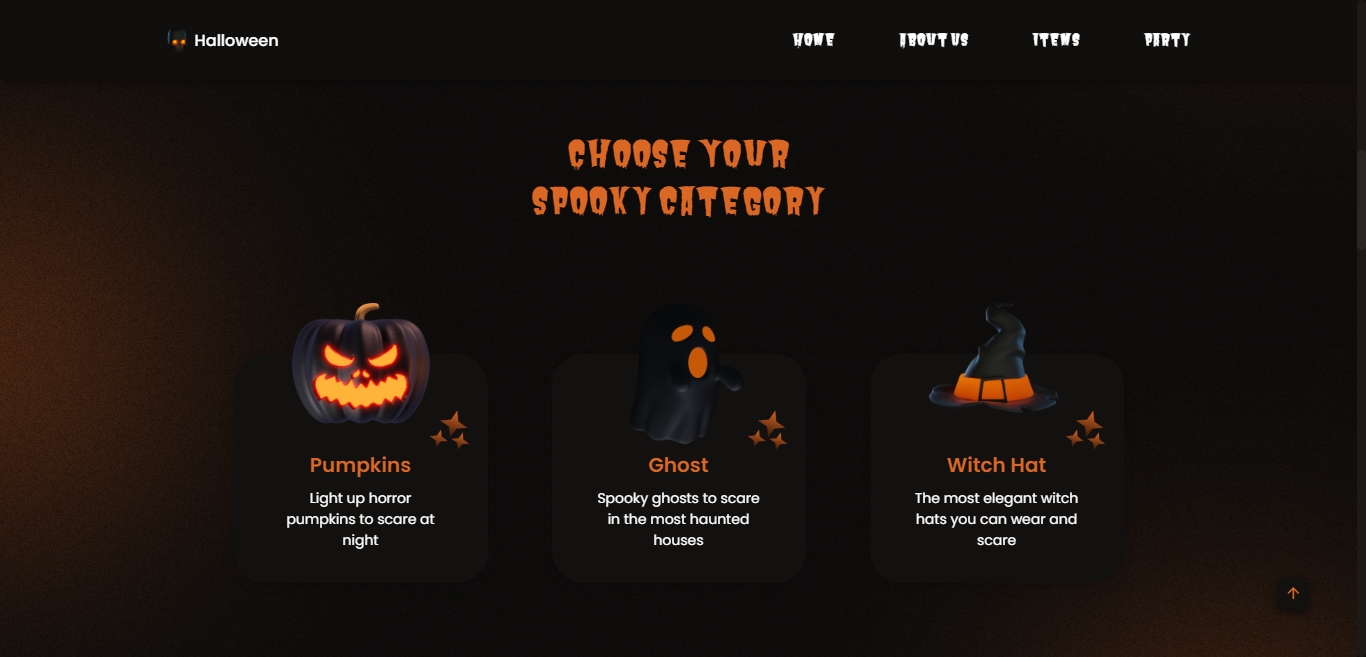 Halloween
HOME
ABOUT US
ITEMS
PARTY
CHOOSE YOUR
SPOOKY CATEGORY
Pumpkins
Light up horror
pumpkins to scare at
night
Ghost
Spooky ghosts to scare
in the most haunted
houses
Witch Hat
The most elegant witch
hats you can wear and
scare